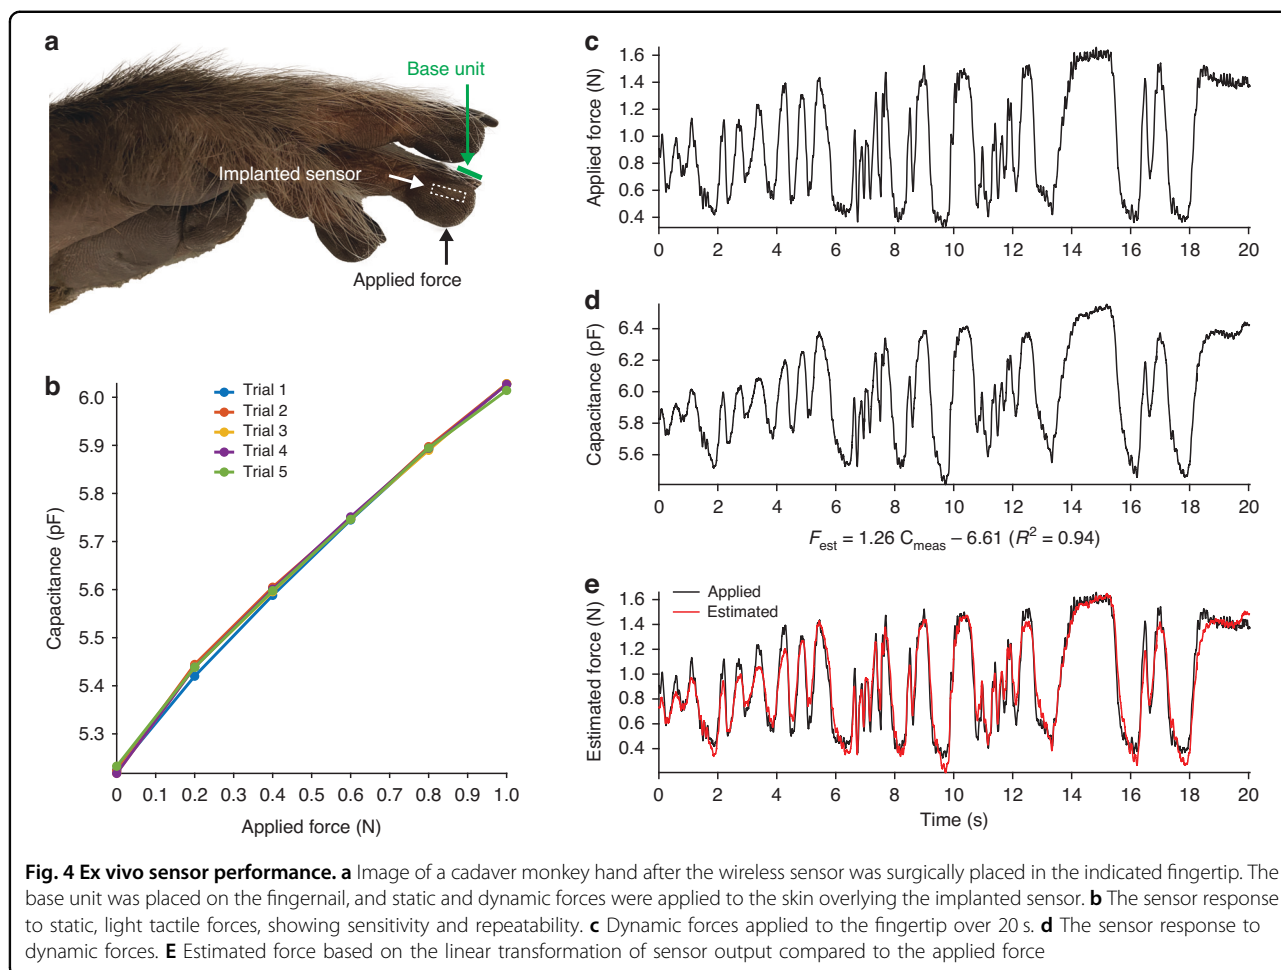 a
Base unit
Implanted sensor
Applied force
b
Capacitance (pF)
6.0
5.9
5.8
5.7
5.6
5.5
5.4
5.3
Trial 1
Trial 2
Trial 3
Trial 4
Trial 5
0 0.1 0.2 0.3 0.4 0.5 0.6 0.7 0.8 0.9 1.0
Applied force (N)
c
Applied force (N)
1.6
1.4
1.2
1.0
0.8
0.6
0.4
0 2 4 6 8 10 12 14 16 18 20
d
Capacitance (pF)
6.4
6.2
6.0
5.8
5.6
0 2 4 6 8 10 12 14 16 18 20
F_est = 1.26 C_meas – 6.61 (R² = 0.94)
e
Estimated force (N)
1.6
1.4
1.2
1.0
0.8
0.6
0.4
Applied
Estimated
0 2 4 6 8 10 12 14 16 18 20
Time (s)
Fig. 4 Ex vivo sensor performance. a Image of a cadaver monkey hand after the wireless sensor was surgically placed in the indicated fingertip. The
base unit was placed on the fingernail, and static and dynamic forces were applied to the skin overlying the implanted sensor. b The sensor response
to static, light tactile forces, showing sensitivity and repeatability. c Dynamic forces applied to the fingertip over 20 s. d The sensor response to
dynamic forces. E Estimated force based on the linear transformation of sensor output compared to the applied force